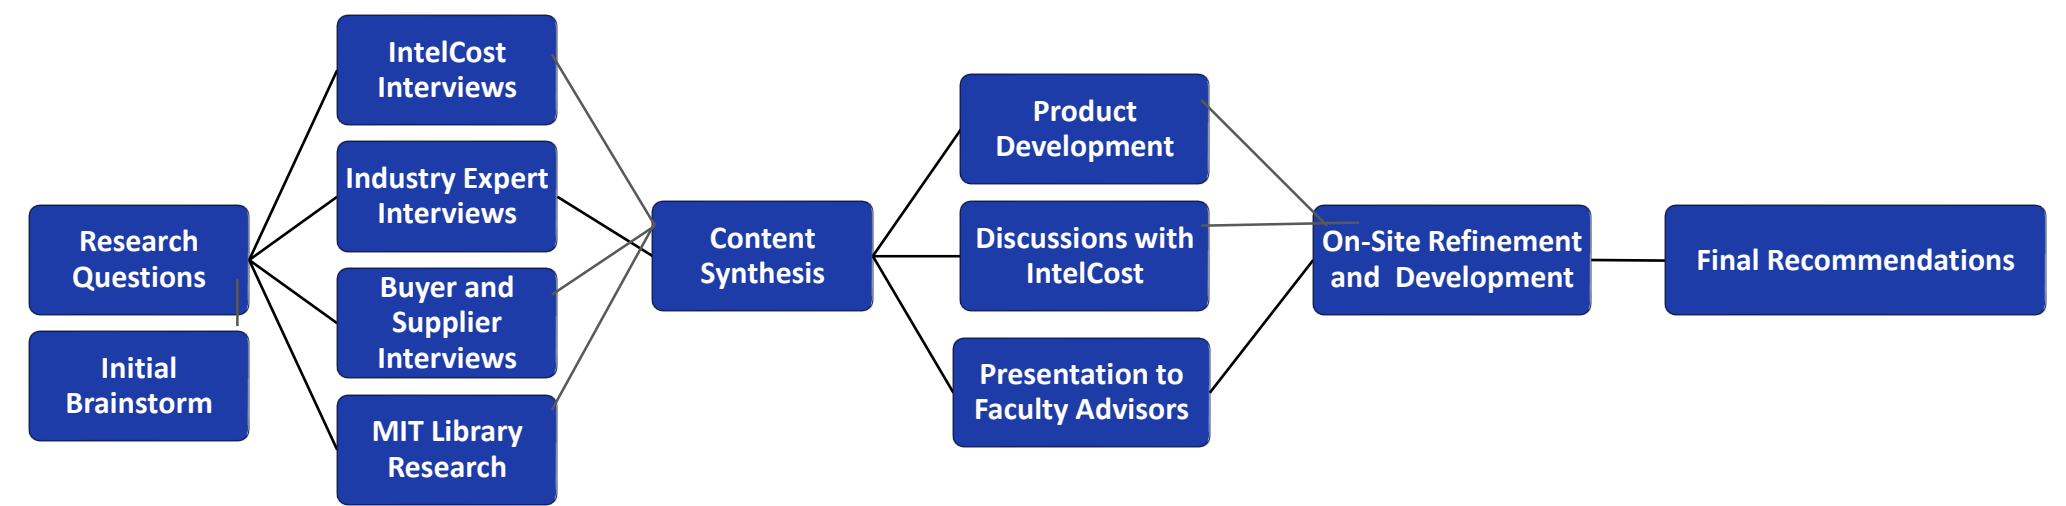 Research
Questions
Initial
Brainstorm
IntelCost
Interviews
Industry Expert
Interviews
Buyer and
Supplier
Interviews
MIT Library
Research
Content
Synthesis
Product
Development
Discussions with
IntelCost
Presentation to
Faculty Advisors
On-Site Refinement
and  Development
Final Recommendations